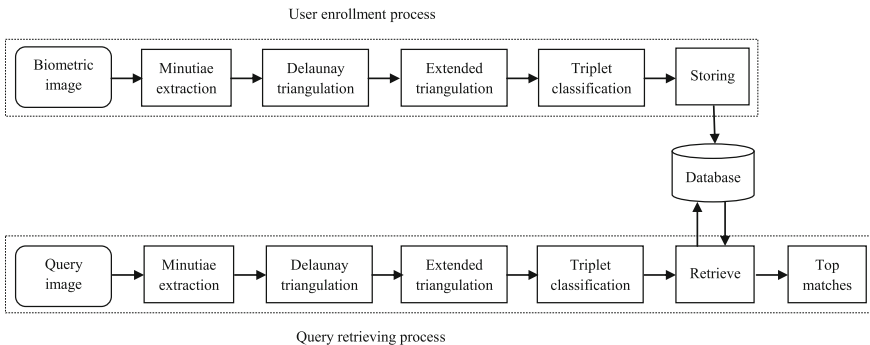 User enrollment process
Biometric
image
Minutiae
extraction
Delaunay
triangulation
Extended
triangulation
Triplet
classification
Storing
Database
Query
image
Minutiae
extraction
Delaunay
triangulation
Extended
triangulation
Triplet
classification
Retrieve
Top
matches
Query retrieving process